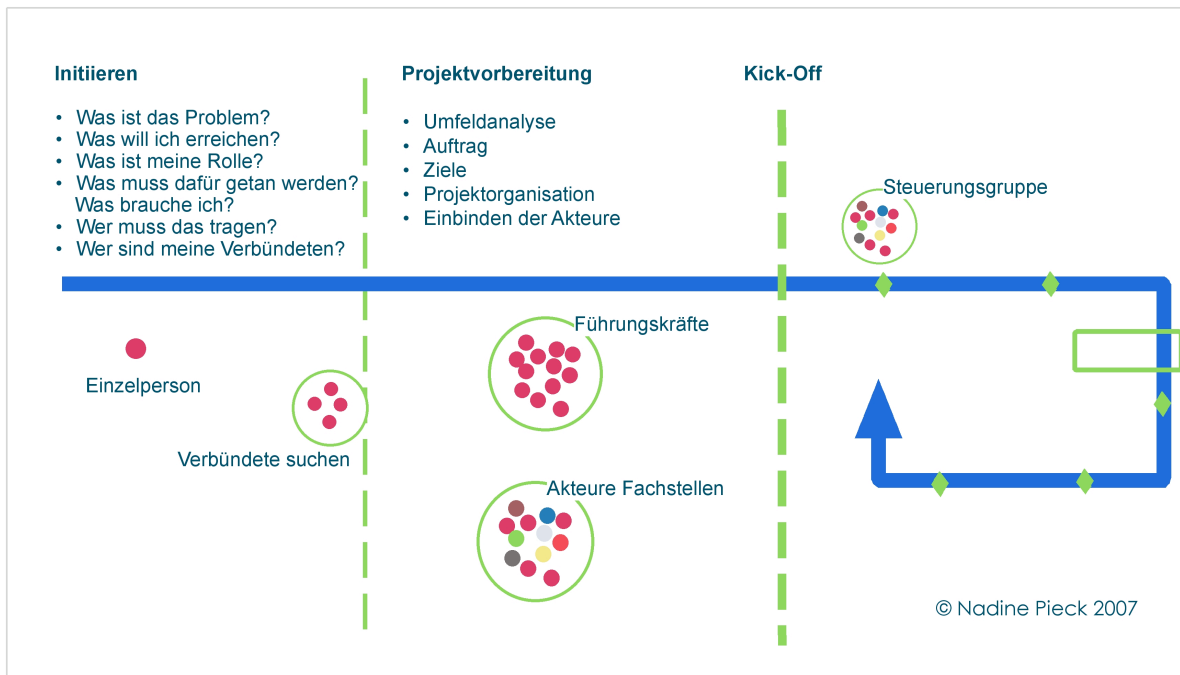 Initiieren
• Was ist das Problem?
• Was will ich erreichen?
• Was ist meine Rolle?
• Was muss dafür getan werden?
Was brauche ich?
• Wer muss das tragen?
• Wer sind meine Verbündeten?
Projektvorbereitung
• Umfeldanalyse
• Auftrag
• Ziele
• Projektorganisation
• Einbinden der Akteure
Kick-Off
Steuerungsgruppe
Einzelperson
Verbündete suchen
Führungskräfte
Akteure Fachstellen
© Nadine Pieck 2007